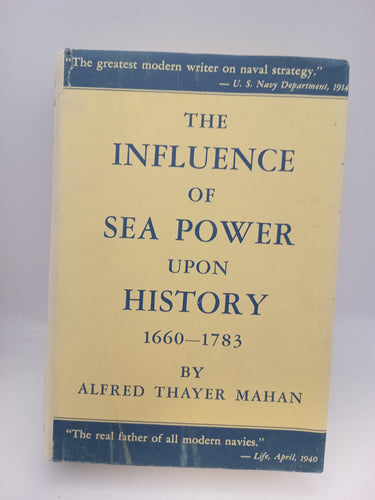 "The greatest modern writer on naval strategy."
— U. S. Navy Department, 1914
THE
INFLUENCE
OF
SEA POWER
UPON
HISTORY
1660—1783
BY
ALFRED THAYER MAHAN
"The real father of all modern navies."
— Life, April, 1940